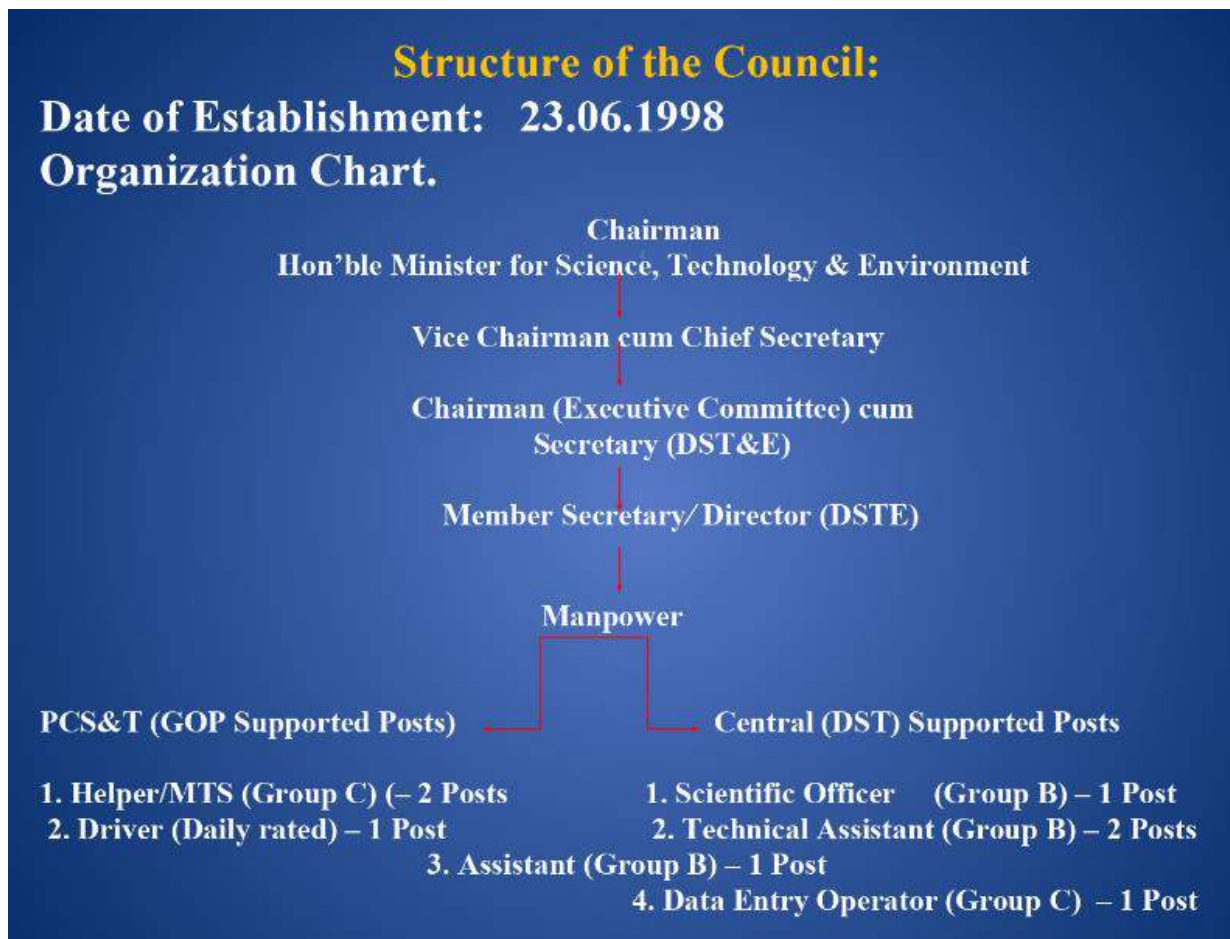 Structure of the Council:
Date of Establishment: 23.06.1998
Organization Chart.
Chairman
Hon'ble Minister for Science, Technology & Environment
Vice Chairman cum Chief Secretary
Chairman (Executive Committee) cum
Secretary (DST&E)
Member Secretary/ Director (DSTE)
Manpower
PCS&T (GOP Supported Posts)
Central (DST) Supported Posts
1. Helper/MTS (Group C) (– 2 Posts
2. Driver (Daily rated) – 1 Post
1. Scientific Officer (Group B) – 1 Post
2. Technical Assistant (Group B) – 2 Posts
3. Assistant (Group B) – 1 Post
4. Data Entry Operator (Group C) – 1 Post